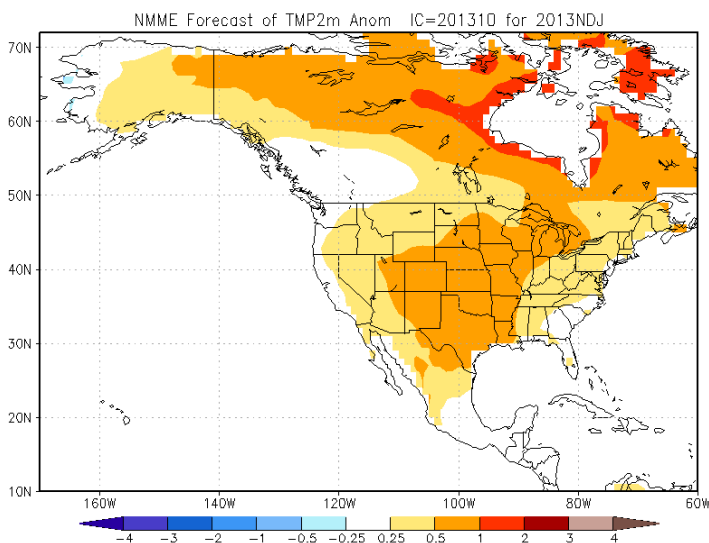 NMME Forecast of TMP2m Anom IC=201310 for 2013NDJ
70N
60N
50N
40N
30N
20N
10N
160W 140W 120W 100W 80W 60W
-4 -3 -2 -1 -0.5 -0.25 0.25 0.5 1 2 3 4